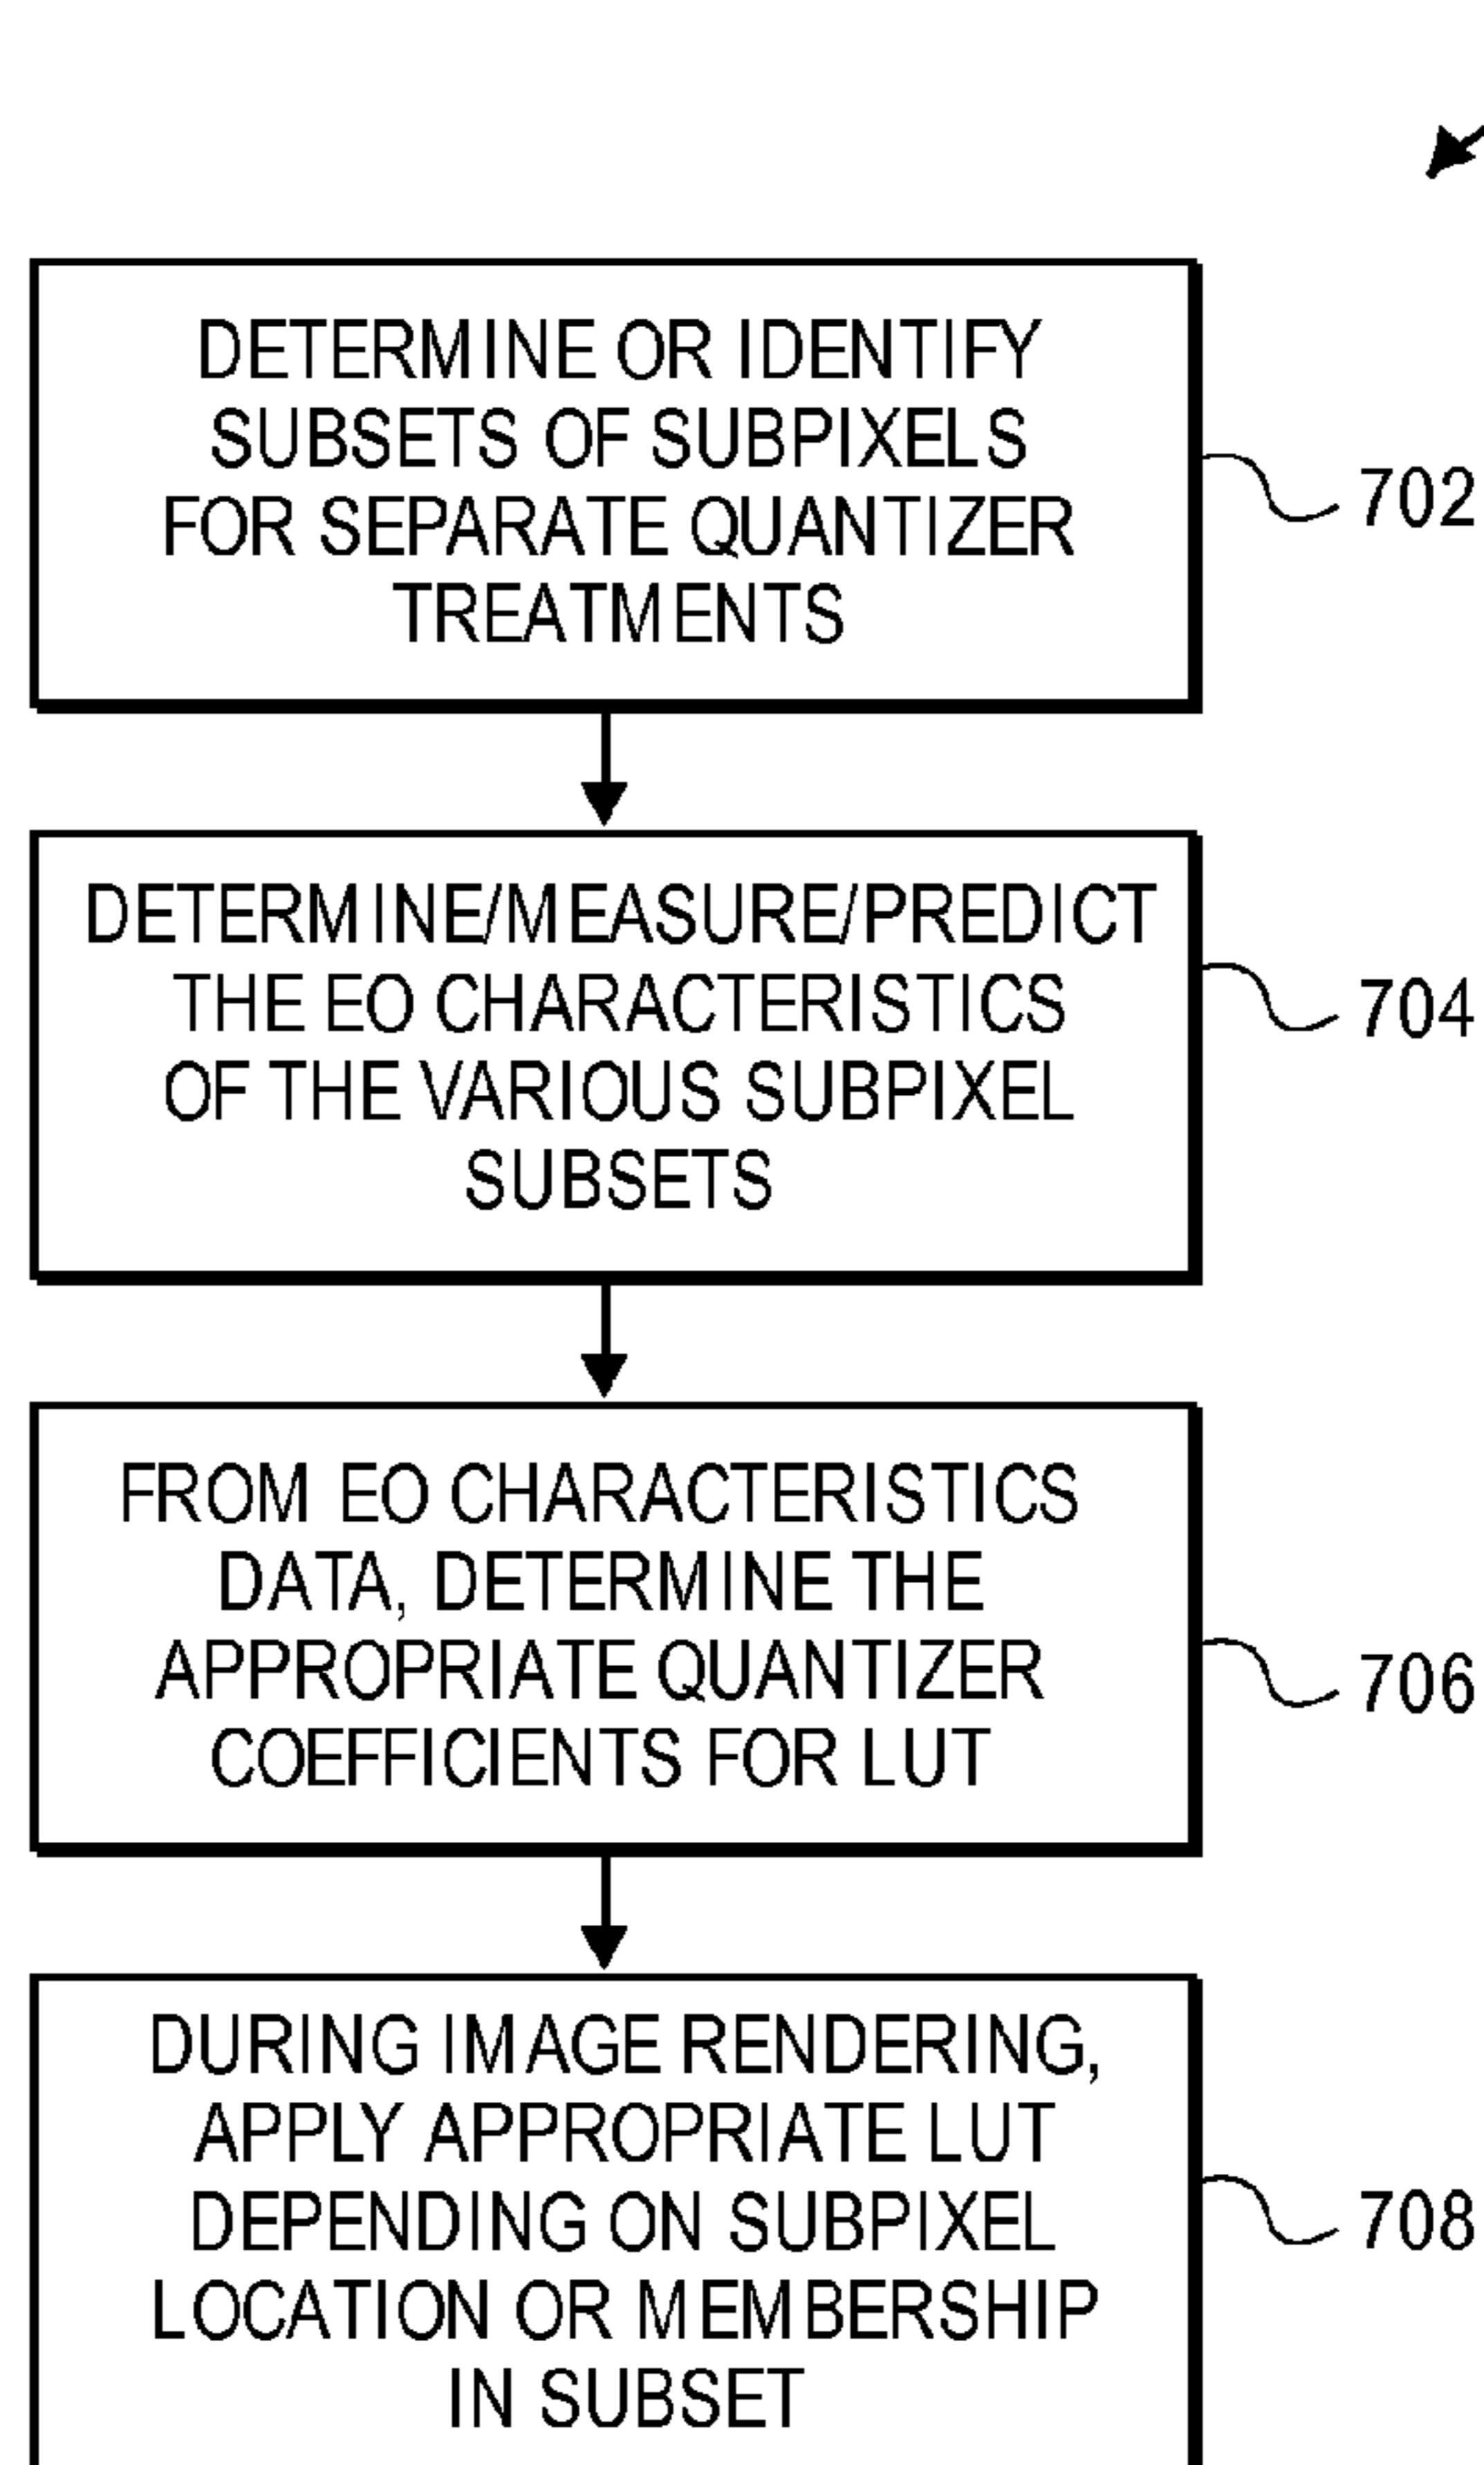 DETERMINE OR IDENTIFY
SUBSETS OF SUBPIXELS
FOR SEPARATE QUANTIZER
TREATMENTS
702
DETERMINE/MEASURE/PREDICT
THE EO CHARACTERISTICS
OF THE VARIOUS SUBPIXEL
SUBSETS
704
FROM EO CHARACTERISTICS
DATA, DETERMINE THE
APPROPRIATE QUANTIZER
COEFFICIENTS FOR LUT
706
DURING IMAGE RENDERING,
APPLY APPROPRIATE LUT
DEPENDING ON SUBPIXEL
LOCATION OR MEMBERSHIP
IN SUBSET
708